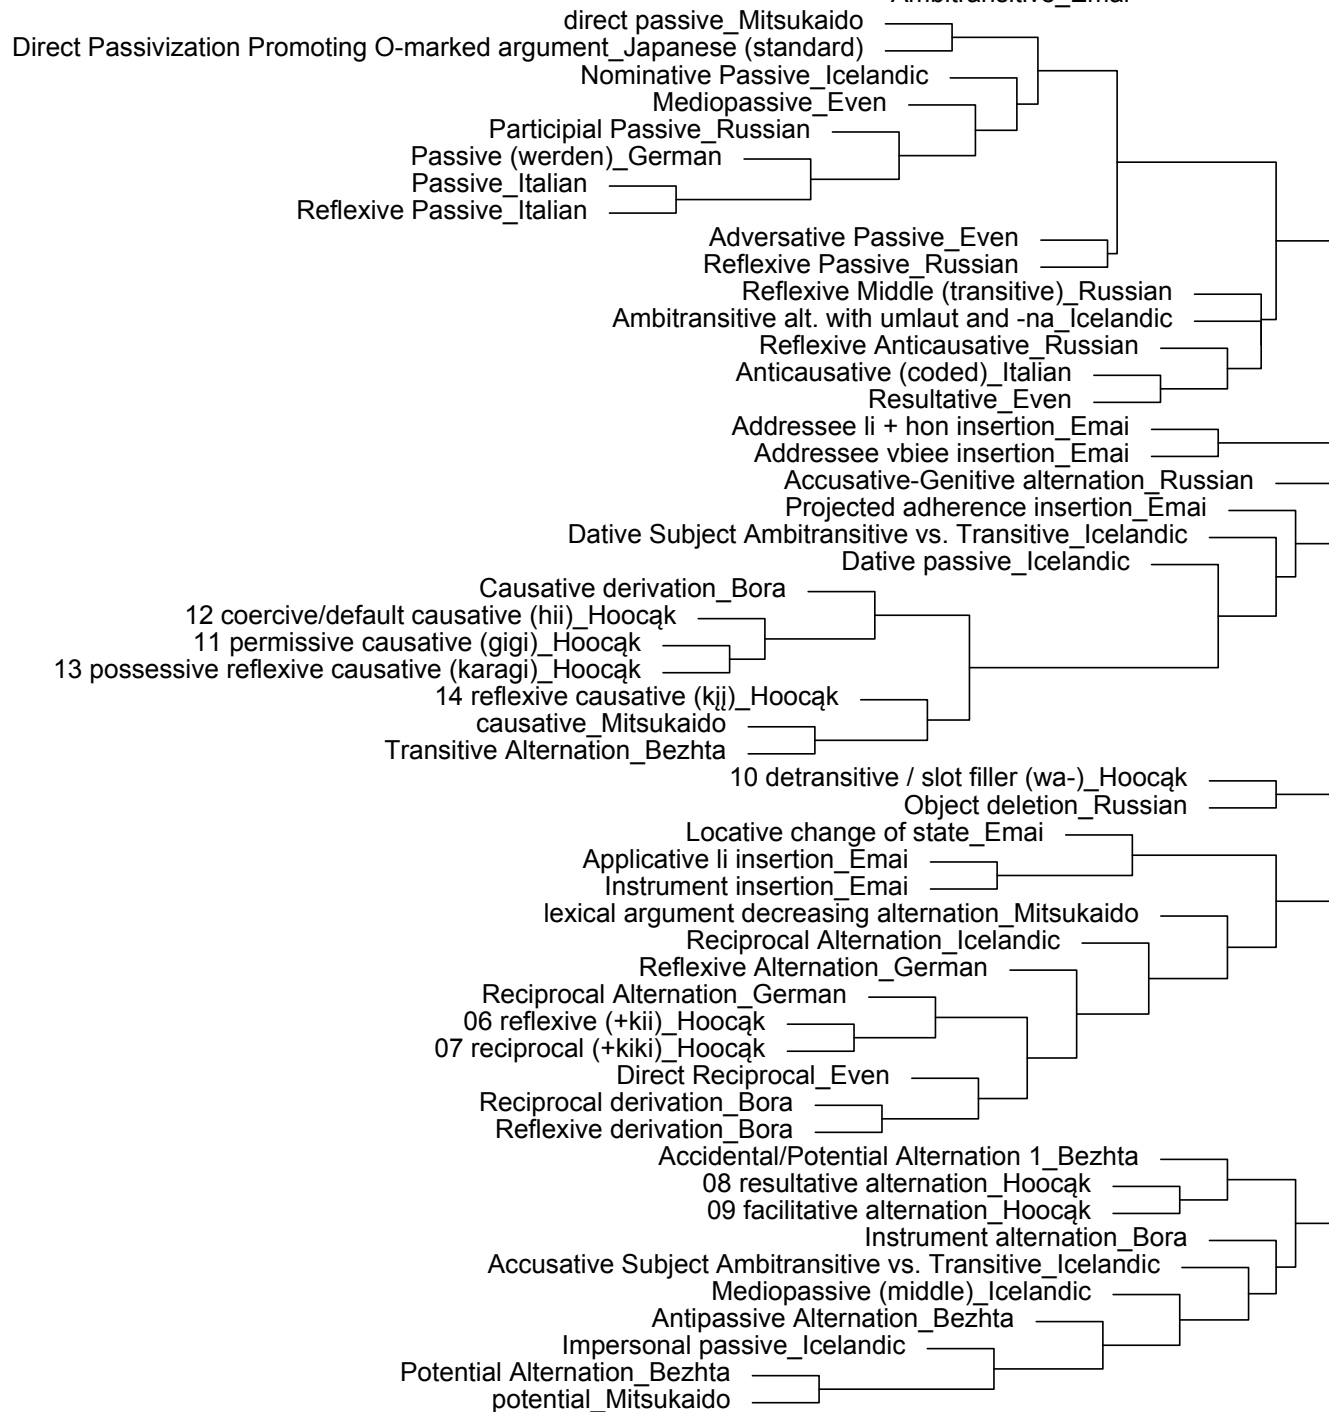 direct passive_Mitsukaido
Direct Passivization Promoting O-marked argument_Japanese (standard)
Nominative Passive_Icelandic
Mediopassive_Even
Participial Passive_Russian
Passive (werden)_German
Passive_Italian
Reflexive Passive_Italian
Adversative Passive_Even
Reflexive Passive_Russian
Reflexive Middle (transitive)_Russian
Ambitransitive alt. with umlaut and -na_Icelandic
Reflexive Anticausative_Russian
Anticausative (coded)_Italian
Resultative_Even
Addressee li + hon insertion_Emai
Addressee vbiee insertion_Emai
Accusative-Genitive alternation_Russian
Projected adherence insertion_Emai
Dative Subject Ambitransitive vs. Transitive_Icelandic
Dative passive_Icelandic
Causative derivation_Bora
12 coercive/default causative (hii)_Hoocąk
11 permissive causative (gigi)_Hoocąk
13 possessive reflexive causative (karagi)_Hoocąk
14 reflexive causative (kįį)_Hoocąk
causative_Mitsukaido
Transitive Alternation_Bezhta
10 detransitive / slot filler (wa-)_Hoocąk
Object deletion_Russian
Locative change of state_Emai
Applicative li insertion_Emai
Instrument insertion_Emai
lexical argument decreasing alternation_Mitsukaido
Reciprocal Alternation_Icelandic
Reflexive Alternation_German
Reciprocal Alternation_German
06 reflexive (+kii)_Hoocąk
07 reciprocal (+kiki)_Hoocąk
Direct Reciprocal_Even
Reciprocal derivation_Bora
Reflexive derivation_Bora
Accidental/Potential Alternation 1_Bezhta
08 resultative alternation_Hoocąk
09 facilitative alternation_Hoocąk
Instrument alternation_Bora
Accusative Subject Ambitransitive vs. Transitive_Icelandic
Mediopassive (middle)_Icelandic
Antipassive Alternation_Bezhta
Impersonal passive_Icelandic
Potential Alternation_Bezhta
potential_Mitsukaido